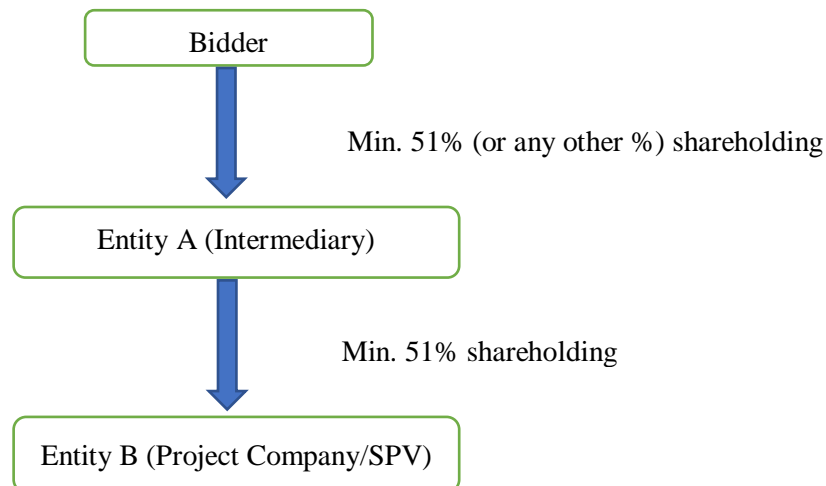 Bidder
Min. 51% (or any other %) shareholding
Entity A (Intermediary)
Min. 51% shareholding
Entity B (Project Company/SPV)